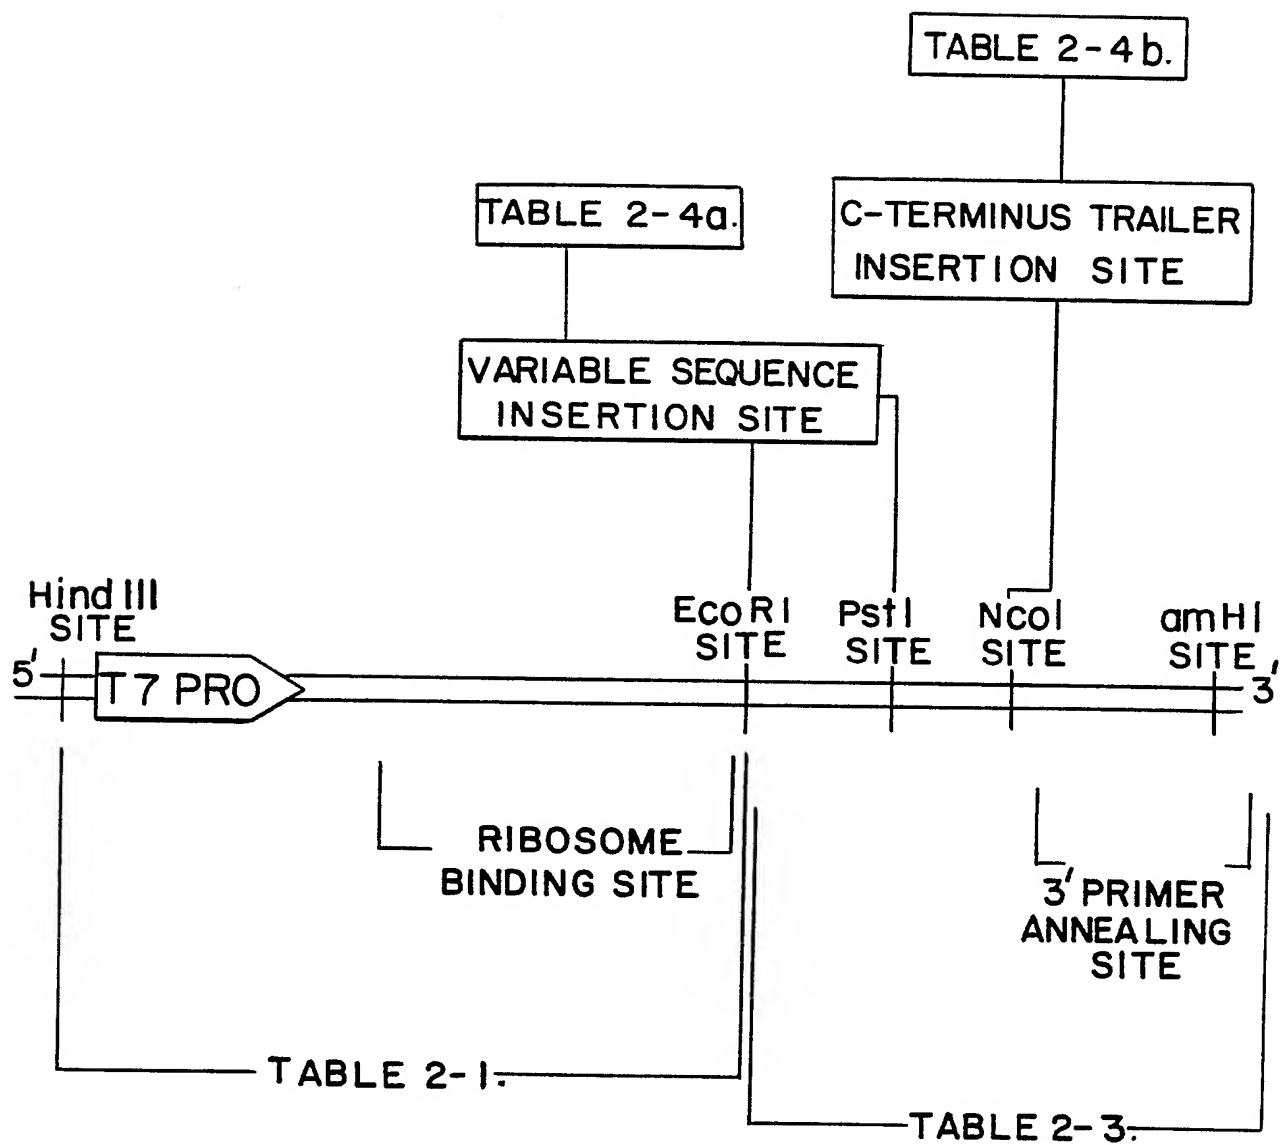 TABLE 2-4b.
TABLE 2-4a.
C-TERMINUS TRAILER
INSERTION SITE
VARIABLE SEQUENCE
INSERTION SITE
Hind III
SITE
EcoRI
SITE
PstI
SITE
NcoI
SITE
amHI
SITE
5'
T7 PRO
3'
RIBOSOME
BINDING SITE
3' PRIMER
ANNEALING
SITE
TABLE 2-1.
TABLE 2-3.